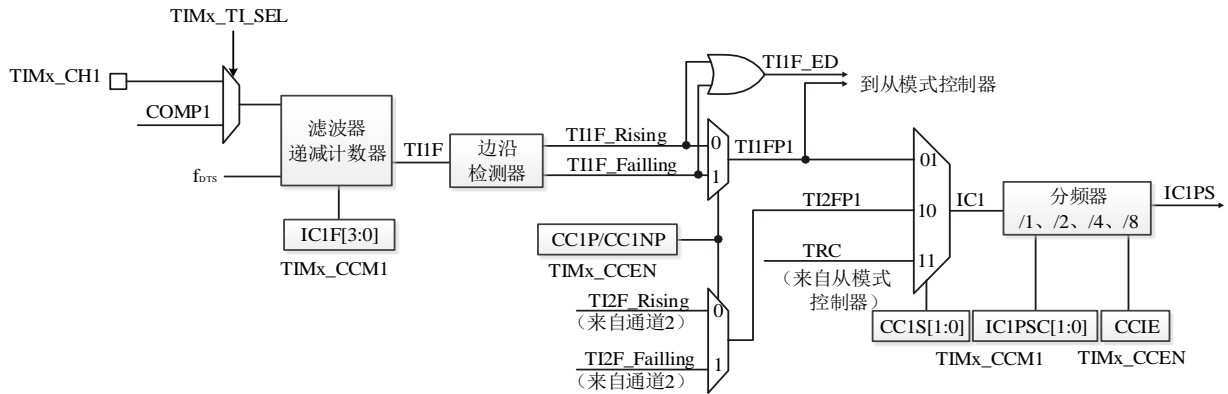 TIMx_TI_SEL
TIMx_CH1
COMP1
f_DTS
滤波器
递减计数器
IC1F[3:0]
TIMx_CCM1
TI1F
边沿
检测器
TI1F_Rising
TI1F_Failling
TI1F_ED
到从模式控制器
0
1
TI1FP1
CC1P/CC1NP
TIMx_CCEN
TI2F_Rising
（来自通道2）
TI2F_Failling
（来自通道2）
0
1
TI2FP1
TRC
（来自从模式
控制器）
01
10
11
IC1
分频器
/1、/2、/4、/8
IC1PS
CC1S[1:0]
IC1PSC[1:0]
CCIE
TIMx_CCM1
TIMx_CCEN